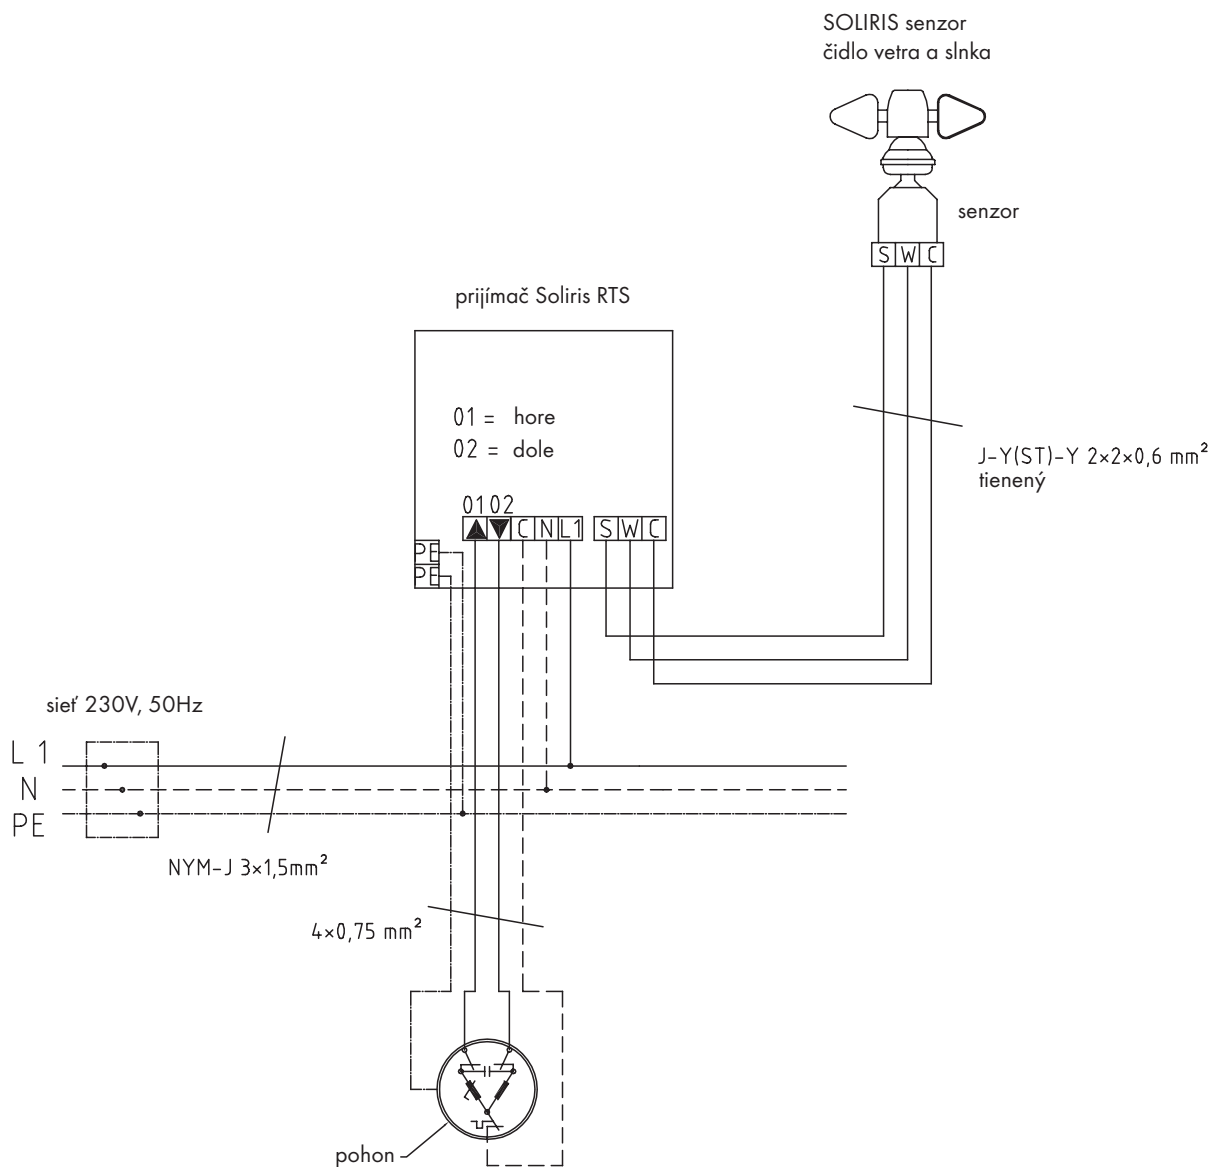 SOLIRIS senzor
čidlo vetra a slnka
senzor
S W C
prijímač Soliris RTS
01 = hore
02 = dole
J-Y(ST)-Y 2×2×0,6 mm²
tienený
01 02
C N L1 S W C
PE
PE
sieť 230V, 50Hz
L 1
N
PE
NYM-J 3×1,5mm²
4×0,75 mm²
pohon